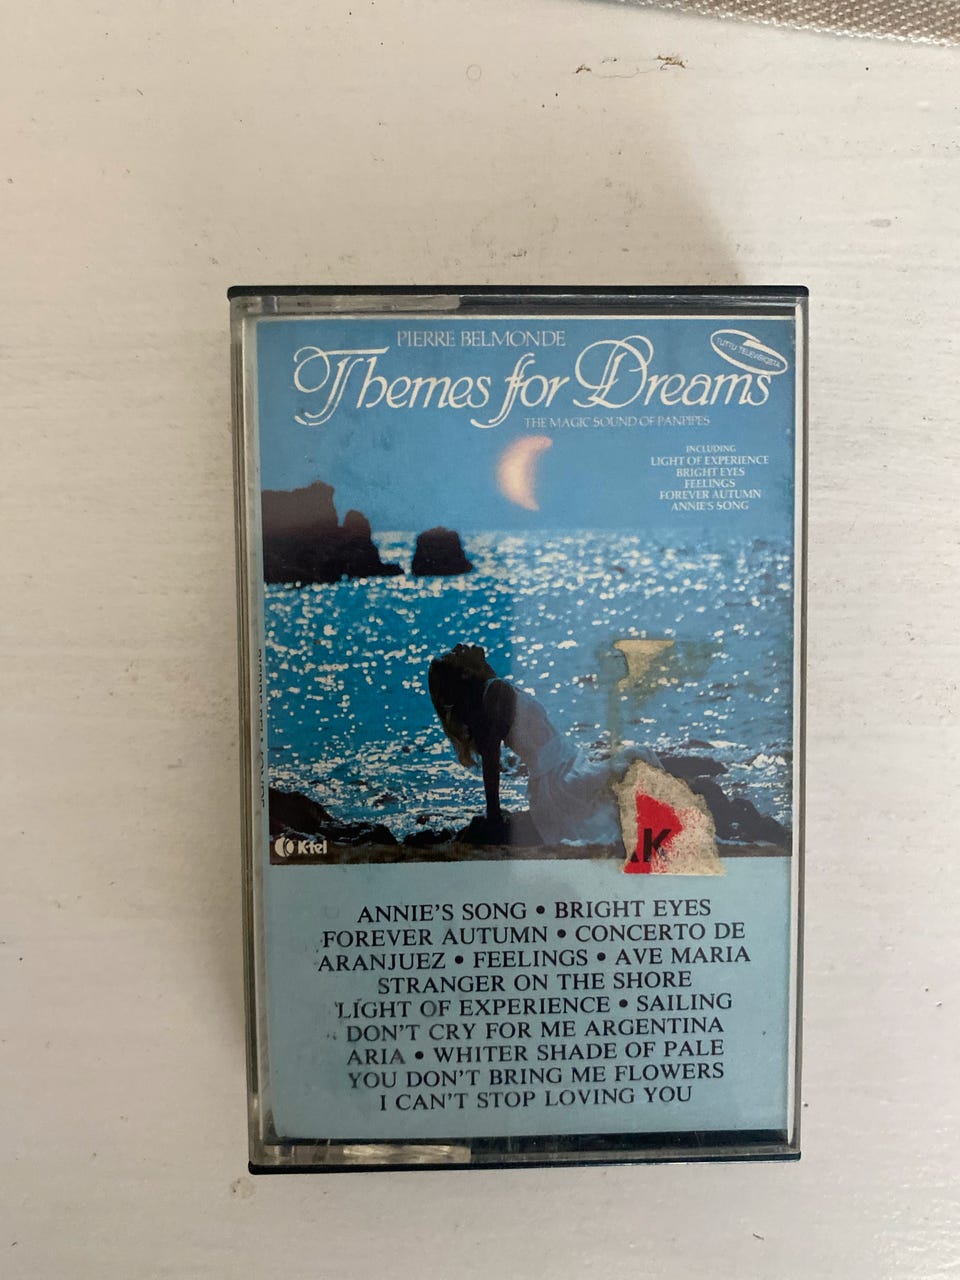 PIERRE BELMONDE
Themes for Dreams
THE MAGIC SOUND OF PANPIPES
TUTTU TELEVISIOSTA
INCLUDING
LIGHT OF EXPERIENCE
BRIGHT EYES
FEELINGS
FOREVER AUTUMN
ANNIE'S SONG
K
K-tel
ANNIE'S SONG • BRIGHT EYES
FOREVER AUTUMN • CONCERTO DE
ARANJUEZ • FEELINGS • AVE MARIA
STRANGER ON THE SHORE
LIGHT OF EXPERIENCE • SAILING
DON'T CRY FOR ME ARGENTINA
ARIA • WHITER SHADE OF PALE
YOU DON'T BRING ME FLOWERS
I CAN'T STOP LOVING YOU